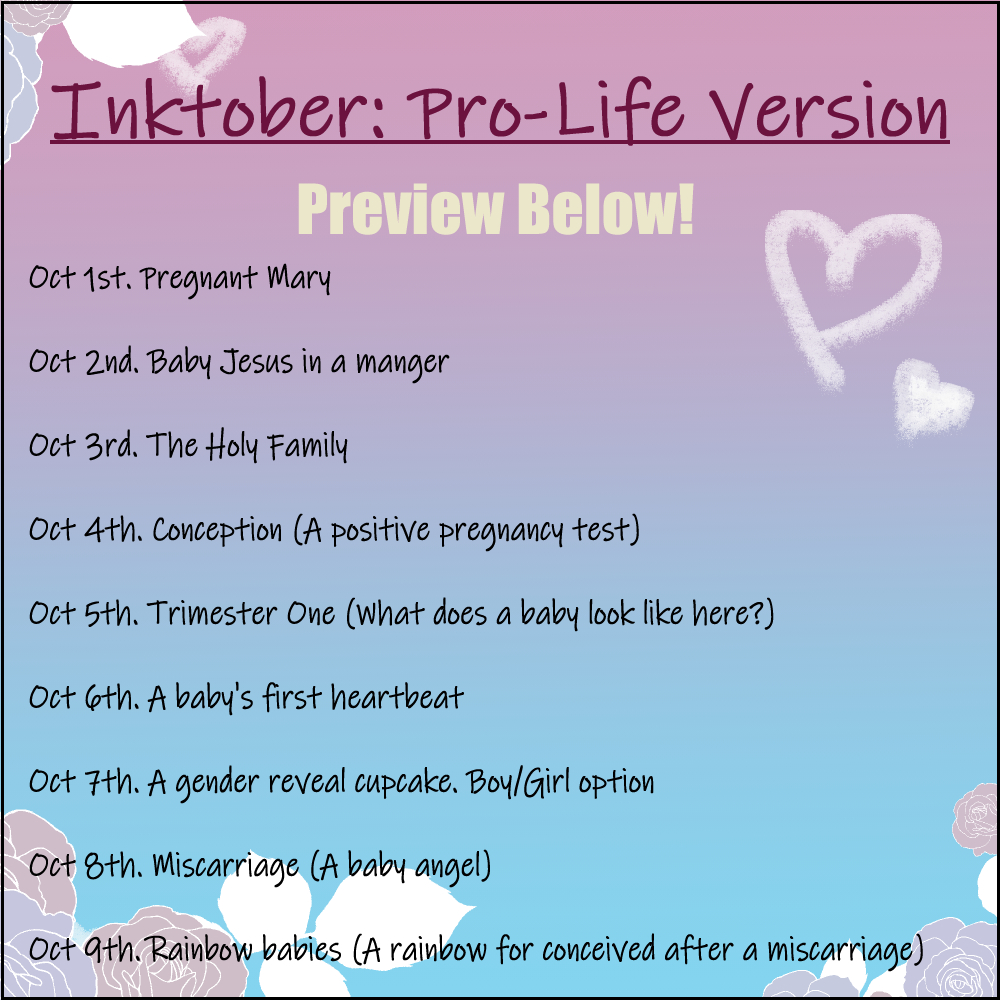 Inktober: Pro-Life Version
Preview Below!
Oct 1st. Pregnant Mary
Oct 2nd. Baby Jesus in a manger
Oct 3rd. The Holy Family
Oct 4th. Conception (A positive pregnancy test)
Oct 5th. Trimester One (What does a baby look like here?)
Oct 6th. A baby's first heartbeat
Oct 7th. A gender reveal cupcake. Boy/Girl option
Oct 8th. Miscarriage (A baby angel)
Oct 9th. Rainbow babies (A rainbow for conceived after a miscarriage)